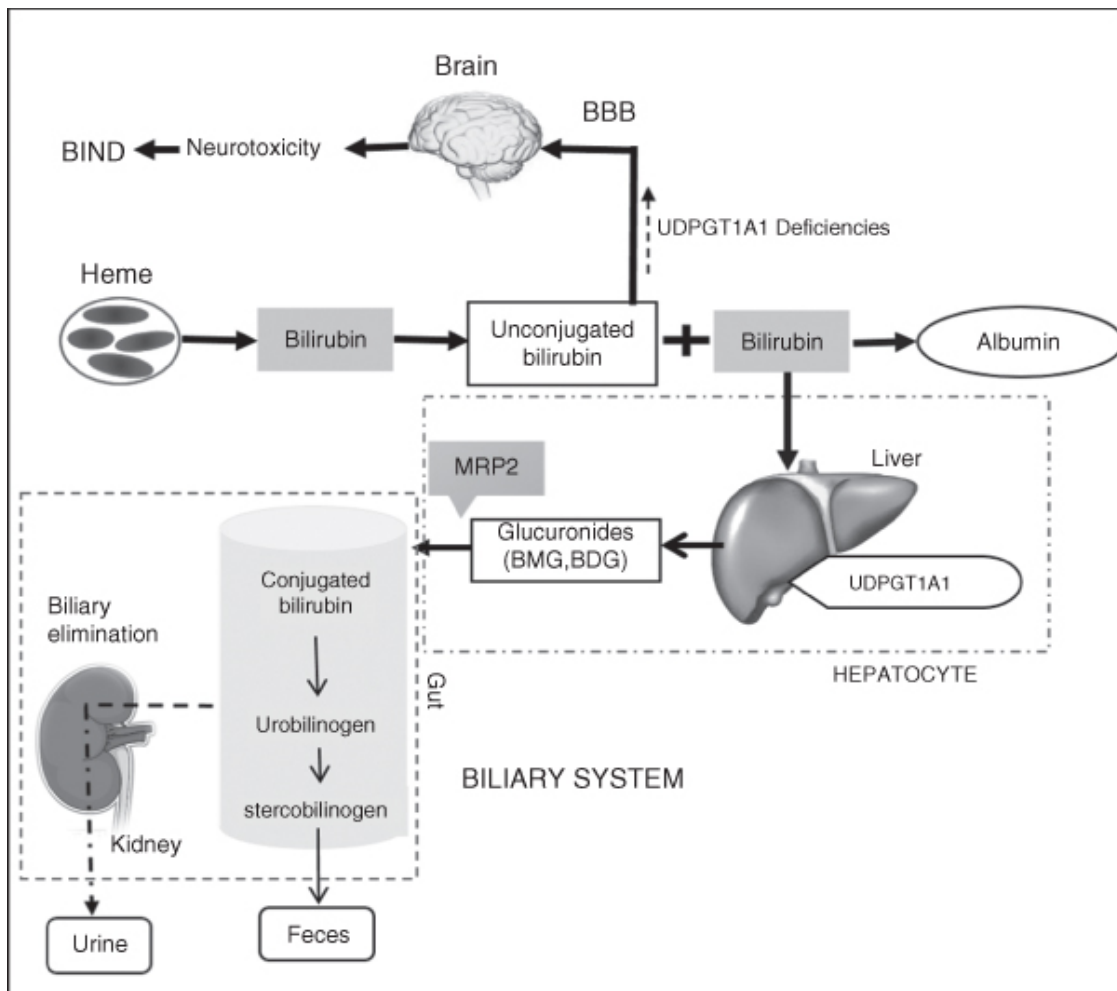 Brain
BBB
BIND
Neurotoxicity
UDPGT1A1 Deficiencies
Heme
Bilirubin
Unconjugated
bilirubin
Bilirubin
Albumin
MRP2
Liver
Glucuronides
(BMG,BDG)
UDPGT1A1
HEPATOCYTE
Conjugated
bilirubin
Biliary
elimination
Gut
Urobilinogen
BILIARY SYSTEM
stercobilinogen
Kidney
Urine
Feces